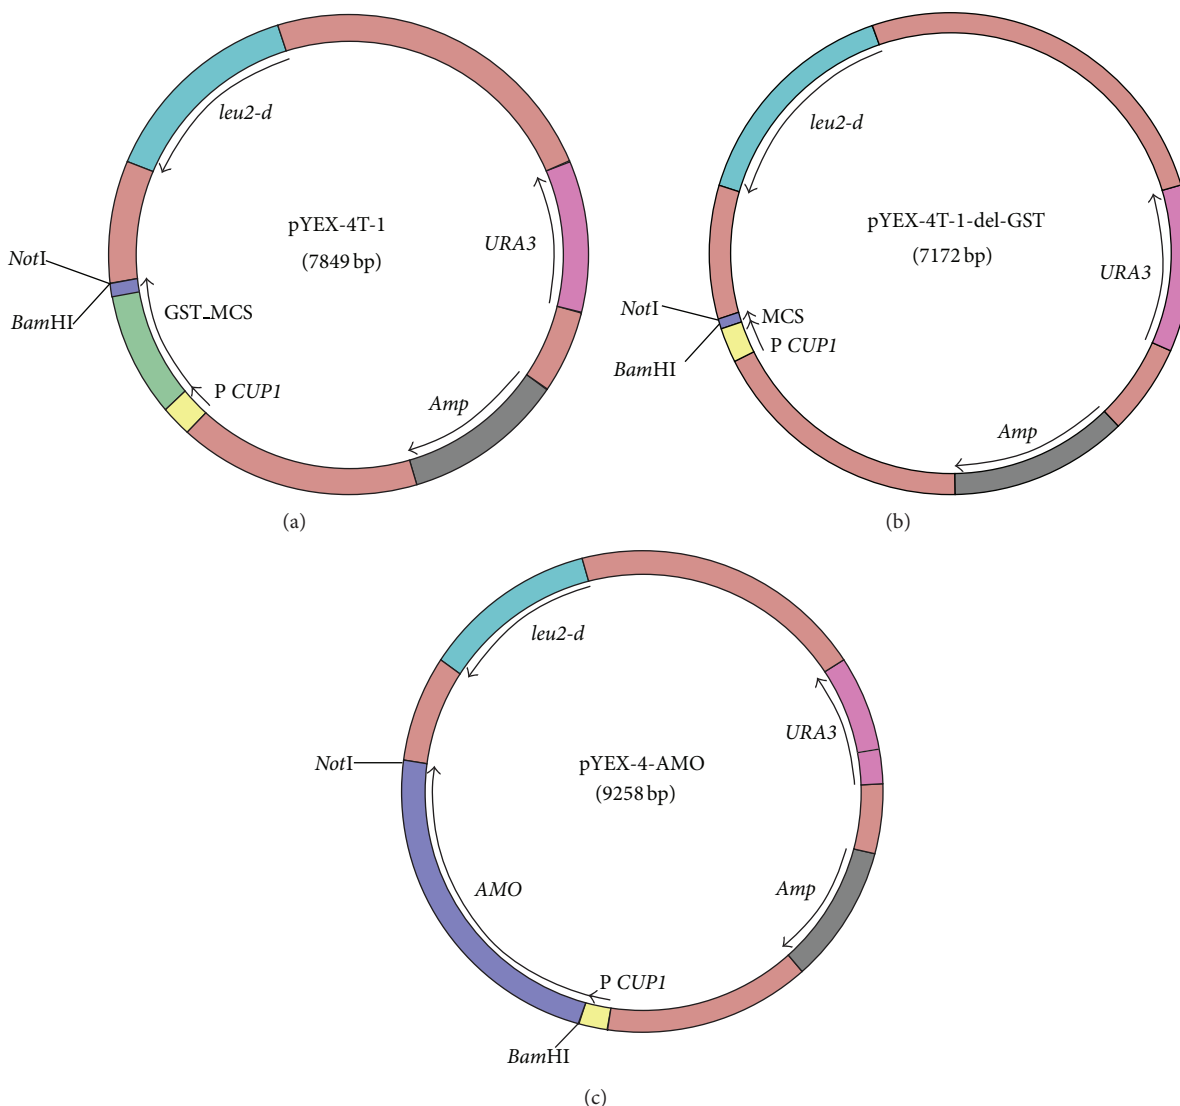 leu2-d
pYEX-4T-1
(7849 bp)
URA3
NotI
BamHI
GST_MCS
P CUP1
Amp
(a)
leu2-d
pYEX-4T-1-del-GST
(7172 bp)
URA3
NotI
MCS
P CUP1
BamHI
Amp
(b)
leu2-d
URA3
NotI
pYEX-4-AMO
(9258 bp)
AMO
Amp
P CUP1
BamHI
(c)